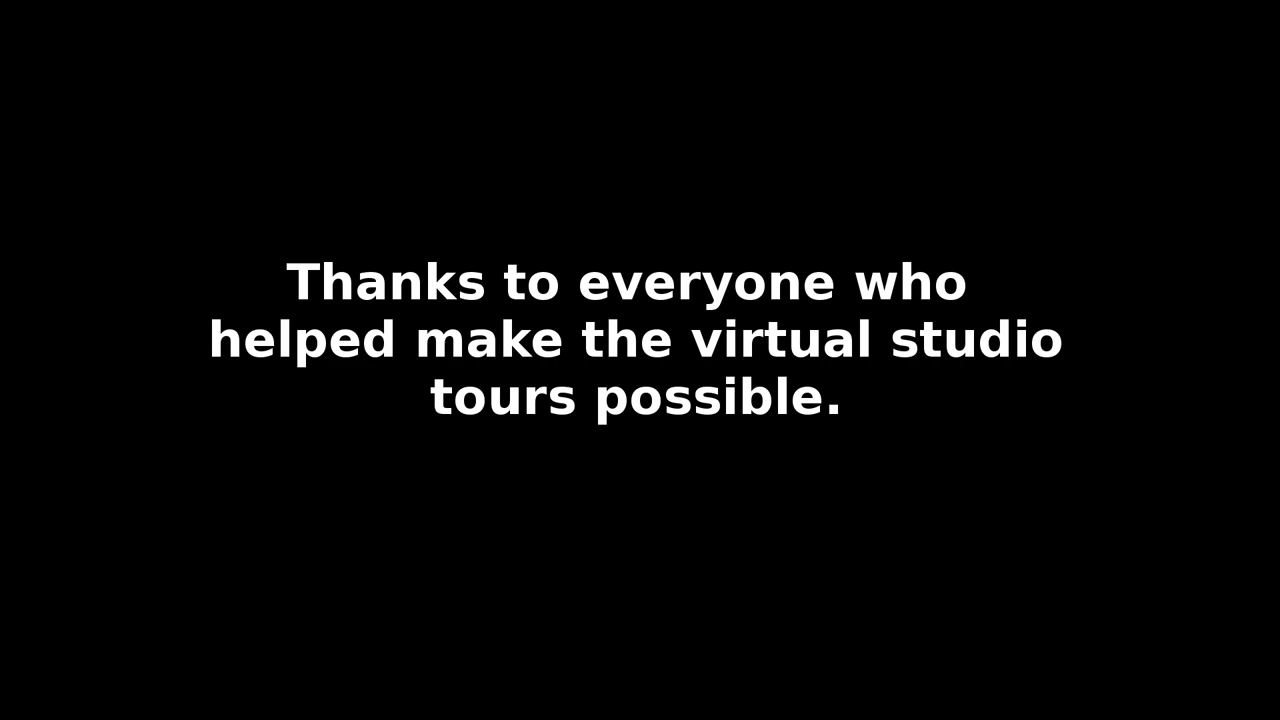 Thanks to everyone who
helped make the virtual studio
tours possible.